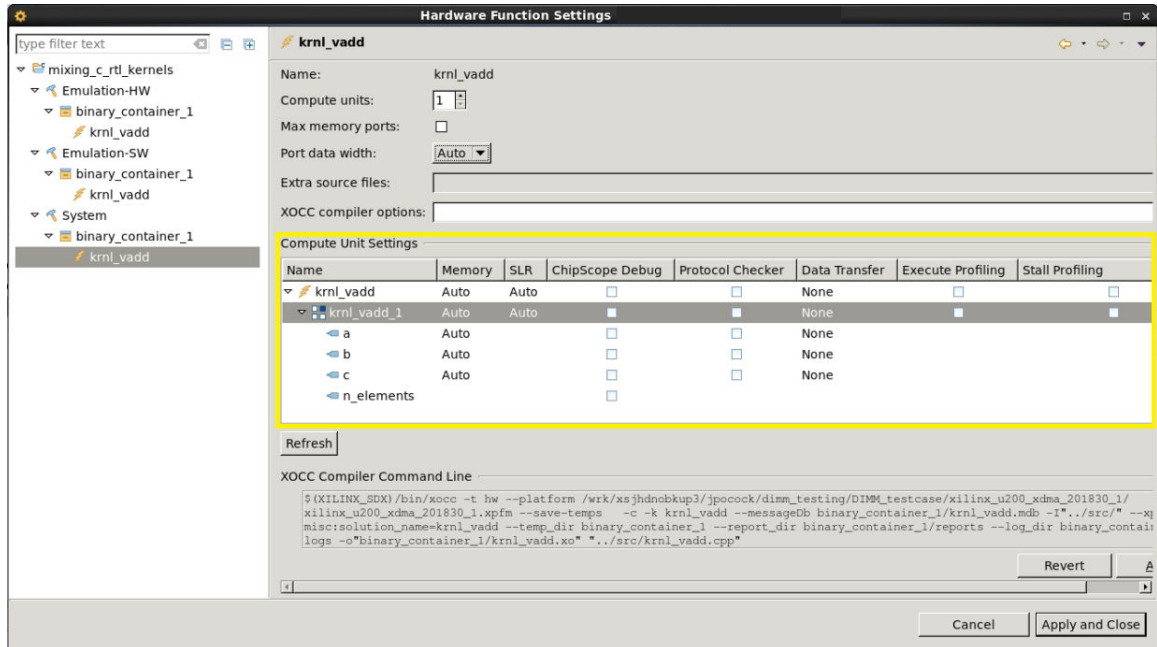 Hardware Function Settings
type filter text
mixing_c_rtl_kernels
Emulation-HW
binary_container_1
krnl_vadd
Emulation-SW
binary_container_1
krnl_vadd
System
binary_container_1
krnl_vadd
krnl_vadd
Name: krnl_vadd
Compute units: 1
Max memory ports:
Port data width: Auto
Extra source files:
XOCC compiler options:
Compute Unit Settings
Name Memory SLR ChipScope Debug Protocol Checker Data Transfer Execute Profiling Stall Profiling
krnl_vadd Auto Auto None
krnl_vadd_1 Auto Auto None
a Auto None
b Auto None
c Auto None
n_elements
Refresh
XOCC Compiler Command Line
${XILINX_SDX}/bin/xocc -t hw --platform /wrk/xsjhdnobkup3/jpocock/dimm_testing/DIMM_testcase/xilinx_u200_xdma_201830_1/
xilinx_u200_xdma_201830_1.xpfm --save-temps -c -k krnl_vadd --messageDb binary_container_1/krnl_vadd.mdb -I"../src/" --xp
misc:solution_name=krnl_vadd --temp_dir binary_container_1 --report_dir binary_container_1/reports --log_dir binary_contai
logs -o"binary_container_1/krnl_vadd.xo" "../src/krnl_vadd.cpp"
Revert A
Cancel Apply and Close